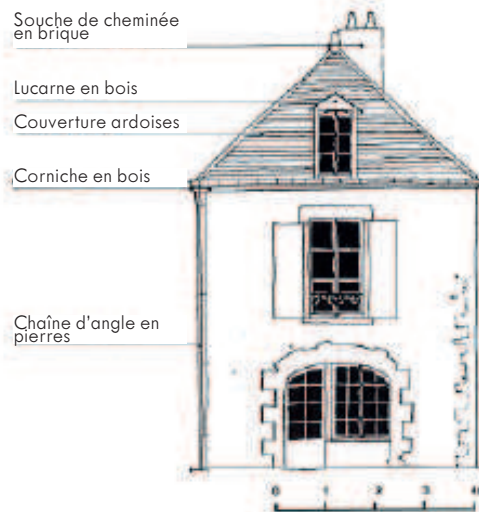 Souche de cheminée
en brique
Lucarne en bois
Couverture ardoises
Corniche en bois
Chaîne d'angle en
pierres
0 1 2 3 4